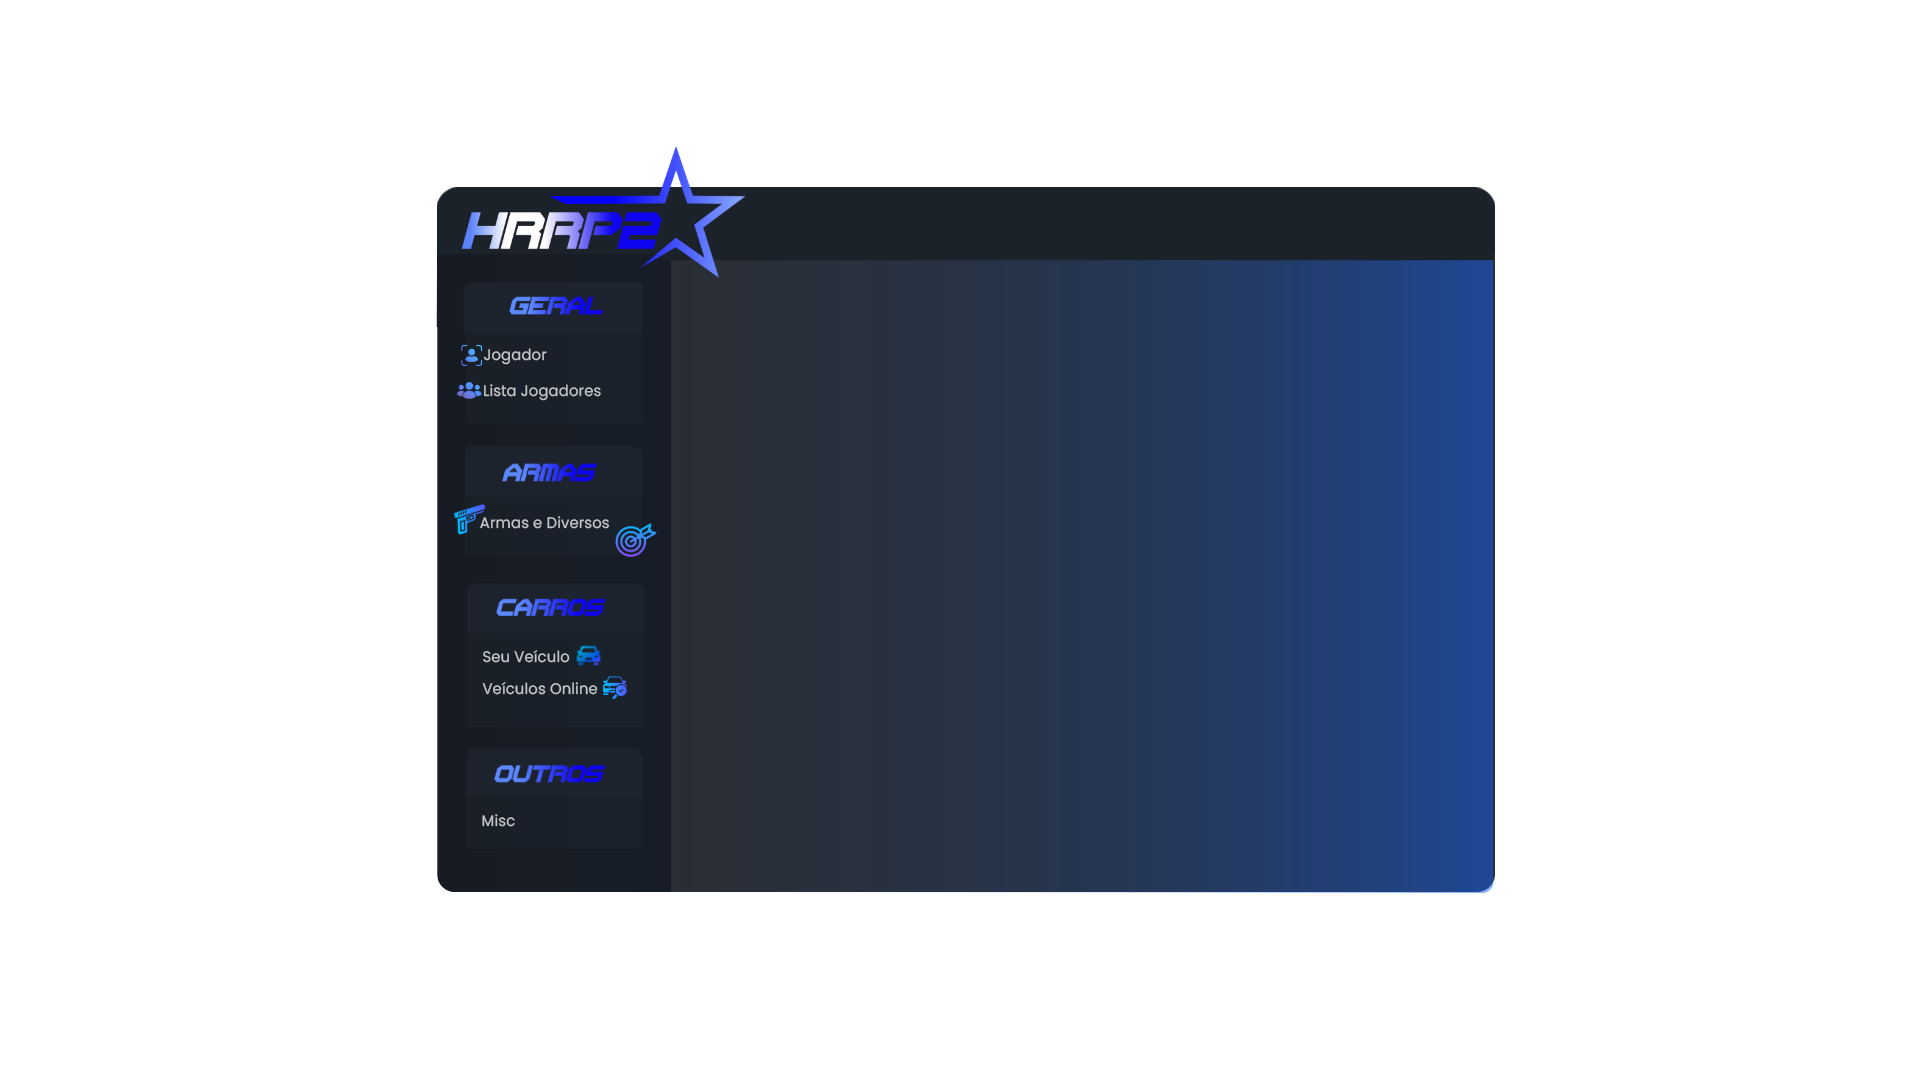 HRRP2
GERAL
Jogador
Lista Jogadores
ARMAS
Armas e Diversos
CARROS
Seu Veículo
Veículos Online
OUTROS
Misc